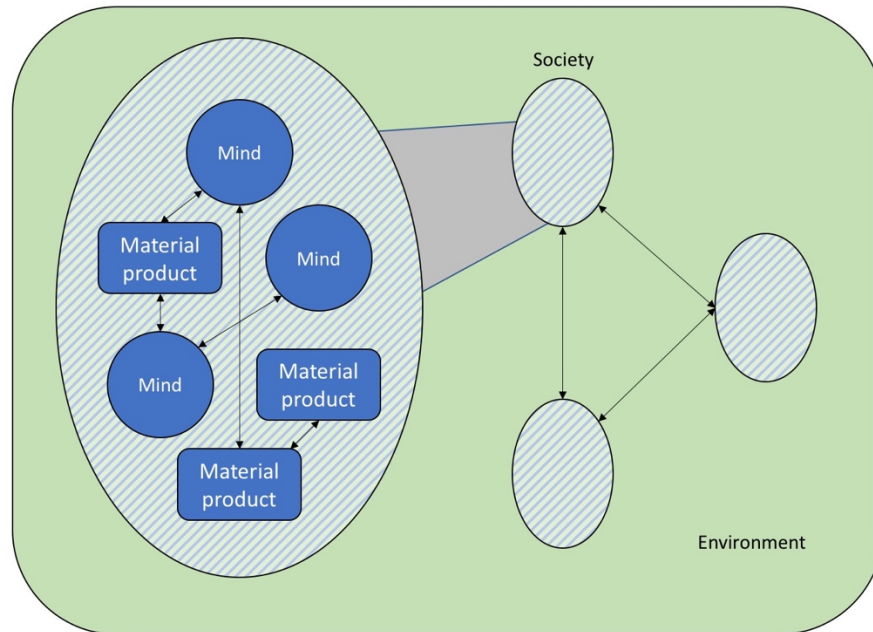 Society
Mind
Material
product
Mind
Mind
Material
product
Material
product
Environment